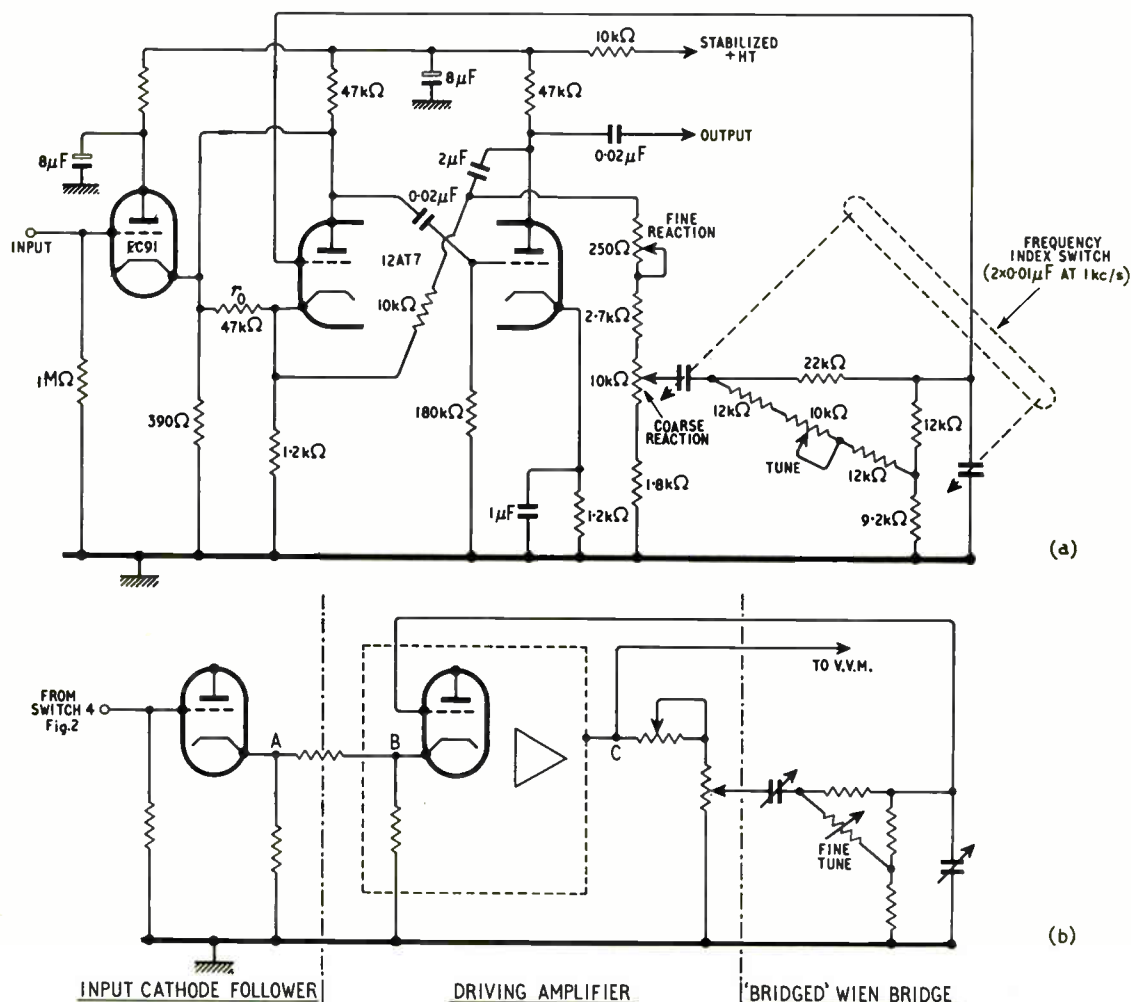 10kΩ
STABILIZED
+HT
8μF
47kΩ
47kΩ
OUTPUT
0·02μF
8μF
2μF
0·02μF
FINE
REACTION
250Ω
INPUT
EC91
12AT7
FREQUENCY
INDEX SWITCH
(2×0·01μF AT 1kc/s)
r₀
47kΩ
10kΩ
2·7kΩ
22kΩ
1MΩ
10kΩ
12kΩ
10kΩ
12kΩ
390Ω
180kΩ
COARSE
REACTION
TUNE
12kΩ
1·2kΩ
1·8kΩ
1μF
1·2kΩ
9·2kΩ
(a)
TO V.V.M.
FROM
SWITCH 4
Fig.2
A
B
C
FINE
TUNE
(b)
INPUT CATHODE FOLLOWER
DRIVING AMPLIFIER
'BRIDGED' WIEN BRIDGE